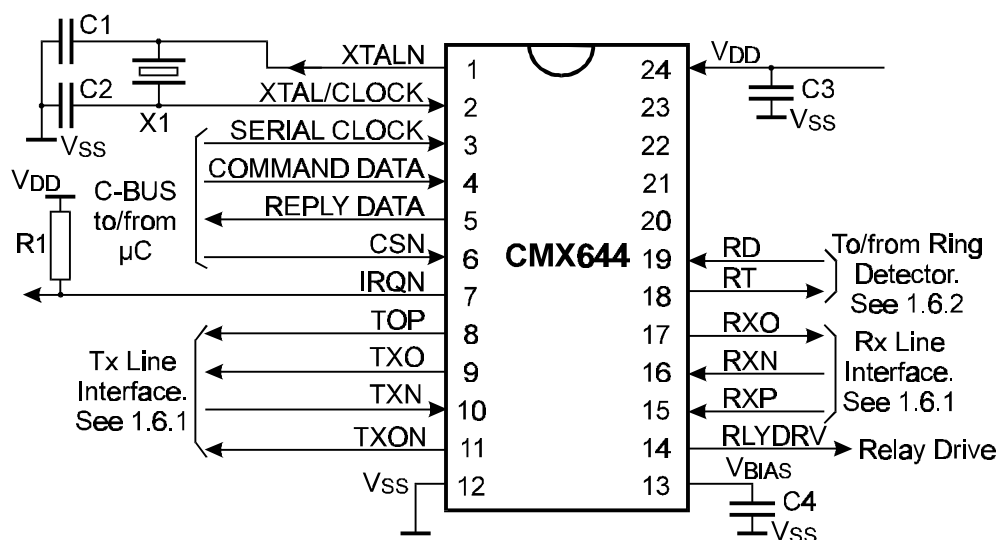 C1
C2
X1
VSS
XTALN
XTAL/CLOCK
SERIAL CLOCK
COMMAND DATA
REPLY DATA
CSN
IRQN
TOP
TXO
TXN
TXON
VSS
VDD
R1
C-BUS
to/from
µC
Tx Line
Interface.
See 1.6.1
1
2
3
4
5
6
7
8
9
10
11
12
CMX644
24
23
22
21
20
19
18
17
16
15
14
13
VDD
C3
VSS
RD
RT
To/from Ring
Detector.
See 1.6.2
RXO
RXN
RXP
Rx Line
Interface.
See 1.6.1
RLYDRV
Relay Drive
VBIAS
C4
VSS